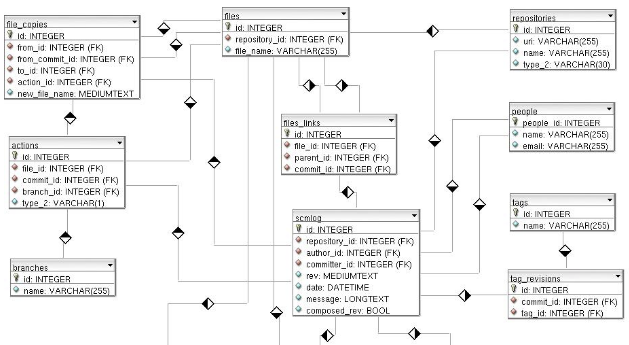 file_copies
id: INTEGER
from_id: INTEGER (FK)
from_commit_id: INTEGER (FK)
to_id: INTEGER (FK)
action_id: INTEGER (FK)
new_file_name: MEDIUMTEXT
files
id: INTEGER
repository_id: INTEGER (FK)
file_name: VARCHAR(255)
repositories
id: INTEGER
uri: VARCHAR(255)
name: VARCHAR(255)
type_2: VARCHAR(30)
actions
id: INTEGER
file_id: INTEGER (FK)
commit_id: INTEGER (FK)
branch_id: INTEGER (FK)
type_2: VARCHAR(1)
files_links
id: INTEGER
file_id: INTEGER (FK)
parent_id: INTEGER (FK)
commit_id: INTEGER (FK)
people
people_id: INTEGER
name: VARCHAR(255)
email: VARCHAR(255)
branches
id: INTEGER
name: VARCHAR(255)
scmlog
id: INTEGER
repository_id: INTEGER (FK)
author_id: INTEGER (FK)
committer_id: INTEGER (FK)
rev: MEDIUMTEXT
date: DATETIME
message: LONGTEXT
composed_rev: BOOL
tags
id: INTEGER
name: VARCHAR(255)
tag_revisions
id: INTEGER
commit_id: INTEGER (FK)
tag_id: INTEGER (FK)